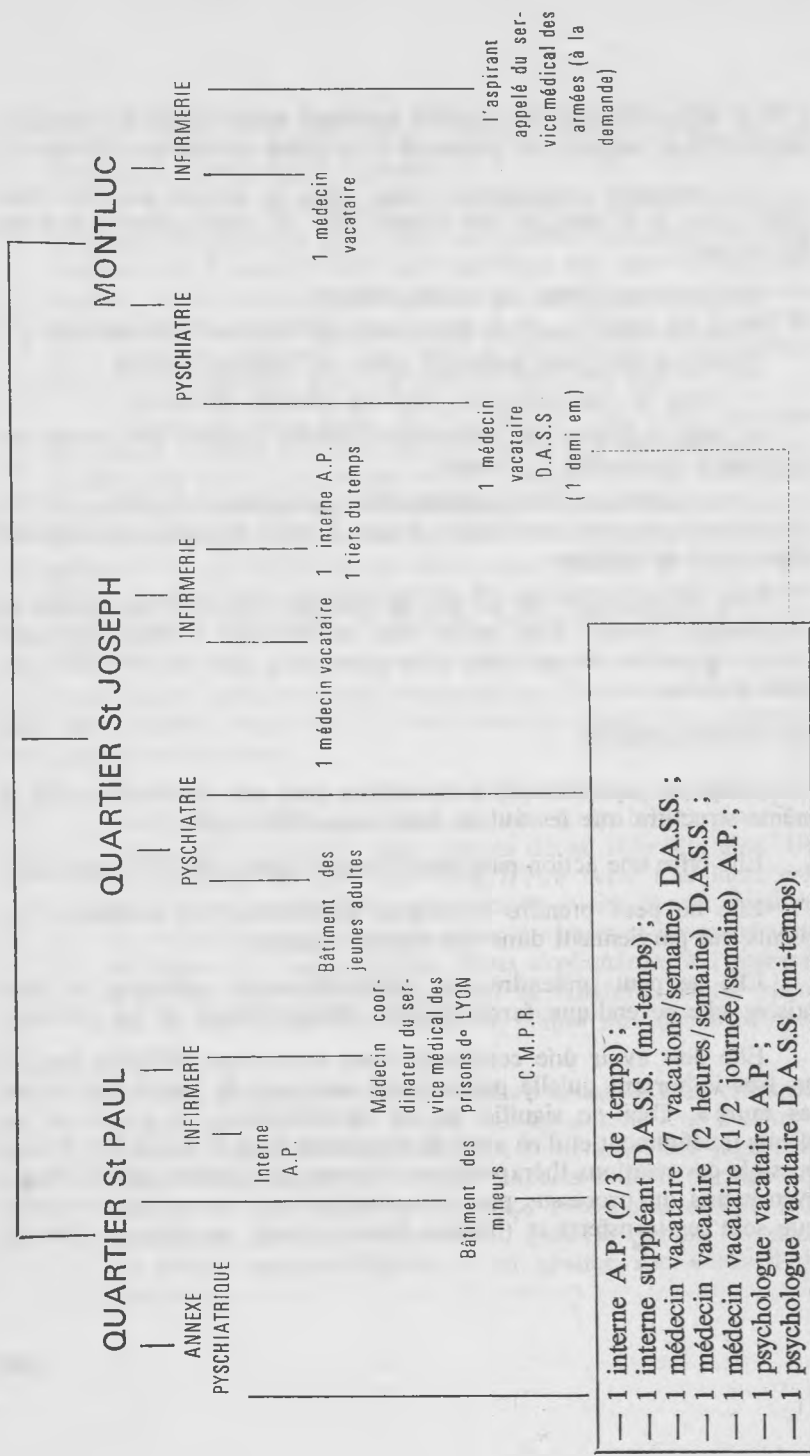 QUARTIER St PAUL
ANNEXE
PYSCHIATRIQUE
INFIRMERIE
Interne
A.P.
Médecin coor-
dinateur du ser-
vice médical des
prisons d° LYON
Bâtiment des
mineurs
QUARTIER St JOSEPH
PYSCHIATRIE
INFIRMERIE
Bâtiment des
jeunes adultes
1 médecin vacataire
1 interne A.P.
1 tiers du temps
C.M.P.R
MONTLUC
PYSCHIATRIE
INFIRMERIE
1 médecin
vacataire
1 médecin
vacataire
D.A.S.S
(1 demi em)
l'aspirant
appelé du ser-
vice médical des
armées (à la
demande)
— 1 interne A.P. (2/3 de temps) ;
— 1 interne suppléant D.A.S.S. (mi-temps) ;
— 1 médecin vacataire (7 vacations/semaine) D.A.S.S. ;
— 1 médecin vacataire (2 heures/semaine) D.A.S.S. ;
— 1 médecin vacataire (1/2 journée/semaine) A.P. ;
— 1 psychologue vacataire A.P. ;
— 1 psychologue vacataire D.A.S.S. (mi-temps).